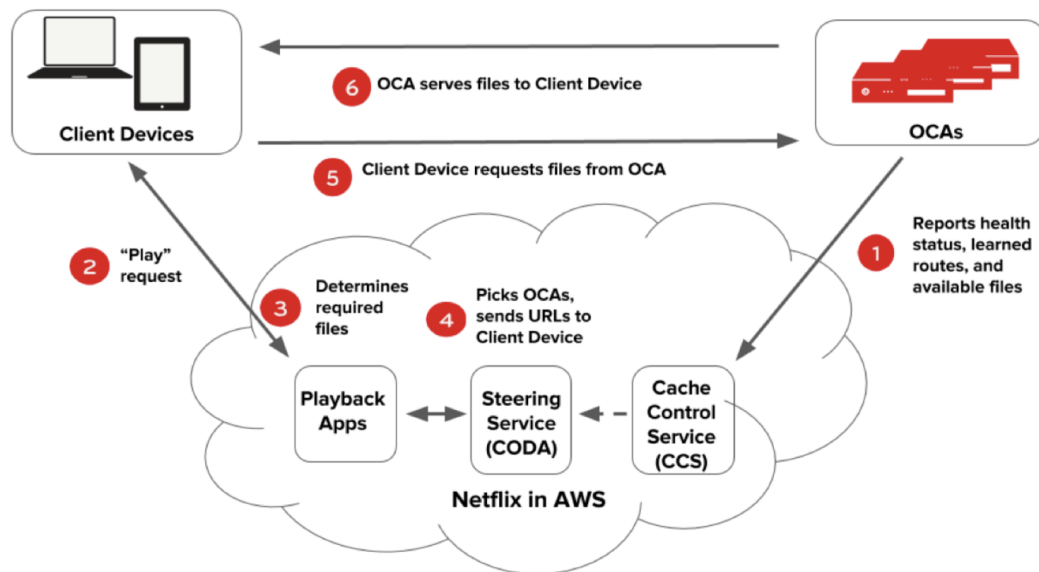 6
OCA serves files to Client Device
Client Devices
OCAs
5
Client Device requests files from OCA
1
Reports health
status, learned
routes, and
available files
2
“Play”
request
3
Determines
required
files
4
Picks OCAs,
sends URLs to
Client Device
Playback
Apps
Steering
Service
(CODA)
Cache
Control
Service
(CCS)
Netflix in AWS